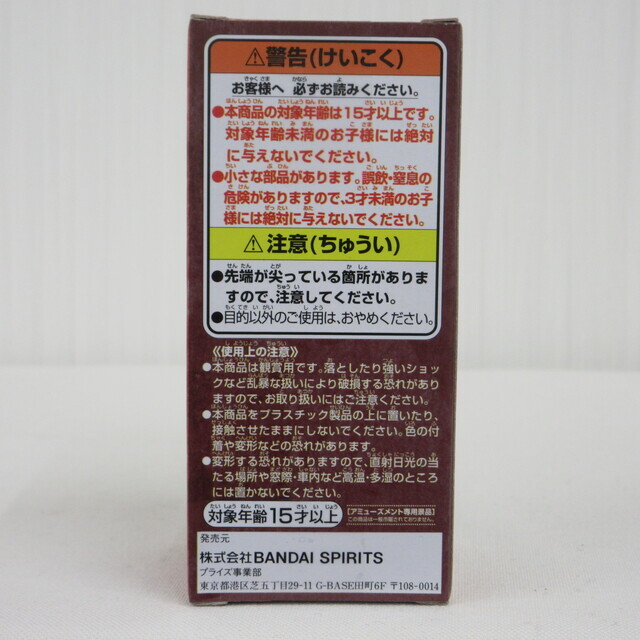 ⚠警告(けいこく)
お客様へ 必ずお読みください。
●本商品の対象年齢は15才以上です。
対象年齢未満のお子様には絶対
に与えないでください。
●小さな部品があります。誤飲・窒息の
危険がありますので、3才未満のお子
様には絶対に与えないでください。
⚠注意(ちゅうい)
●先端が尖っている箇所がありま
すので、注意してください。
●目的以外のご使用は、おやめください。
《使用上の注意》
●本商品は観賞用です。落としたり強いショッ
クなど乱暴な扱いにより破損する恐れがあり
ます。お取り扱いにはご注意ください。
●本商品をプラスチック製品の上に置いたり、
接触させたままにしないでください。色の付
着や変形などの恐れがあります。
●変形する恐れがありますので、直射日光の当
たる場所や窓際・車内など高温・多湿のところ
には置かないでください。
対象年齢15才以上
【アミューズメント専用景品】
この商品は一般市販されておりません。
発売元
株式会社BANDAI SPIRITS
プライズ事業部
東京都港区芝五丁目29-11 G-BASE田町6F 〒108-0014